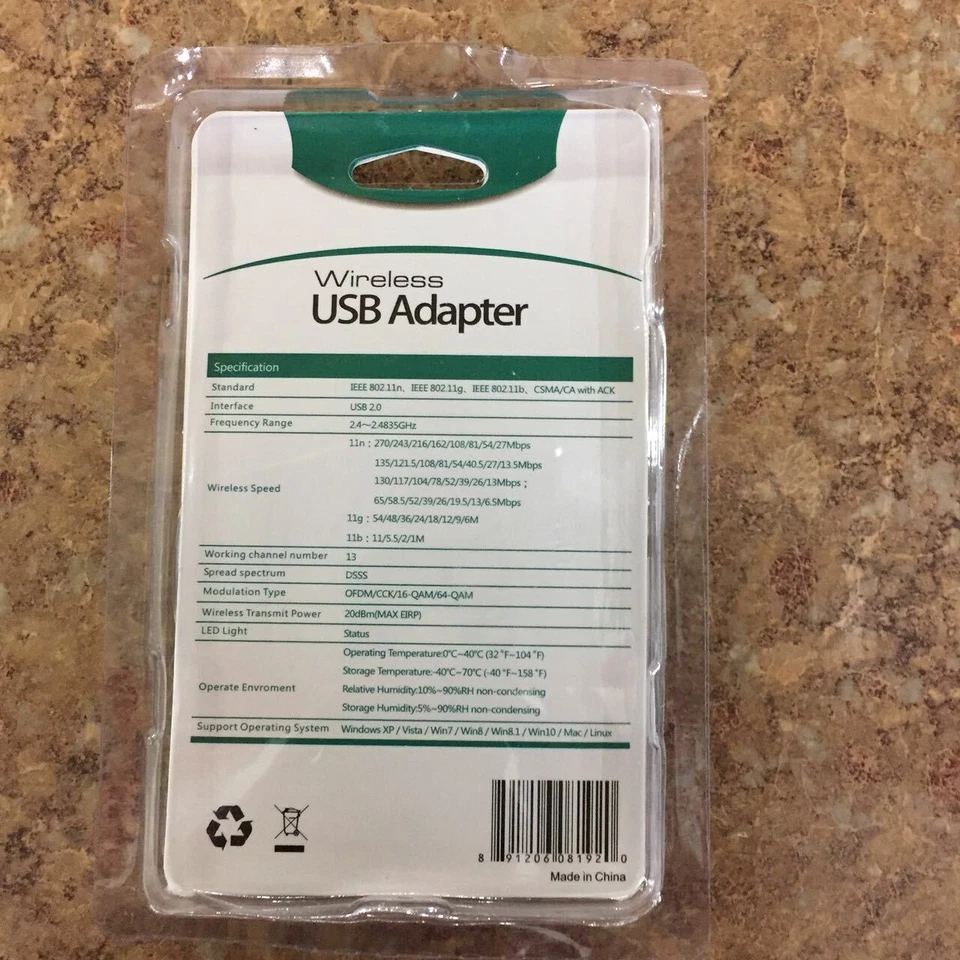 Wireless
USB Adapter
Specification
Standard IEEE 802.11n、IEEE 802.11g、IEEE 802.11b、CSMA/CA with ACK
Interface USB 2.0
Frequency Range 2.4~2.4835GHz
Wireless Speed 11n : 270/243/216/162/108/81/54/27Mbps
135/121.5/108/81/54/40.5/27/13.5Mbps
130/117/104/78/52/39/26/13Mbps ;
65/58.5/52/39/26/19.5/13/6.5Mbps
11g : 54/48/36/24/18/12/9/6M
11b : 11/5.5/2/1M
Working channel number 13
Spread spectrum DSSS
Modulation Type OFDM/CCK/16-QAM/64-QAM
Wireless Transmit Power 20dBm(MAX EIRP)
LED Light Status
Operate Enviroment Operating Temperature:0°C~40°C (32 °F~104 °F)
Storage Temperature:-40°C~70°C (-40 °F~158 °F)
Relative Humidity:10%~90%RH non-condensing
Storage Humidity:5%~90%RH non-condensing
Support Operating System Windows XP / Vista / Win7 / Win8 / Win8.1 / Win10 / Mac / Linux
8 91206 08192 0
Made in China